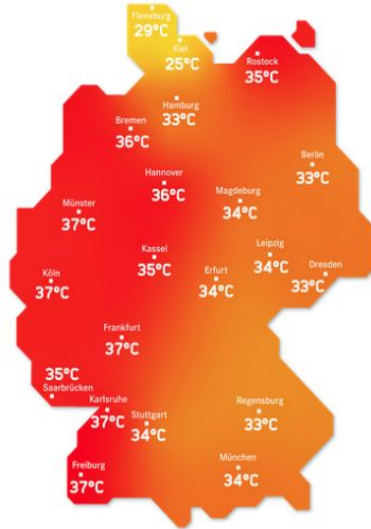 Flensburg
29°C
Kiel
25°C
Rostock
35°C
Hamburg
33°C
Bremen
36°C
Berlin
33°C
Hannover
36°C
Magdeburg
34°C
Münster
37°C
Kassel
35°C
Leipzig
34°C
Erfurt
34°C
Dresden
33°C
Köln
37°C
Frankfurt
37°C
35°C
Saarbrücken
Karlsruhe
37°C
Stuttgart
34°C
Regensburg
33°C
München
34°C
Freiburg
37°C